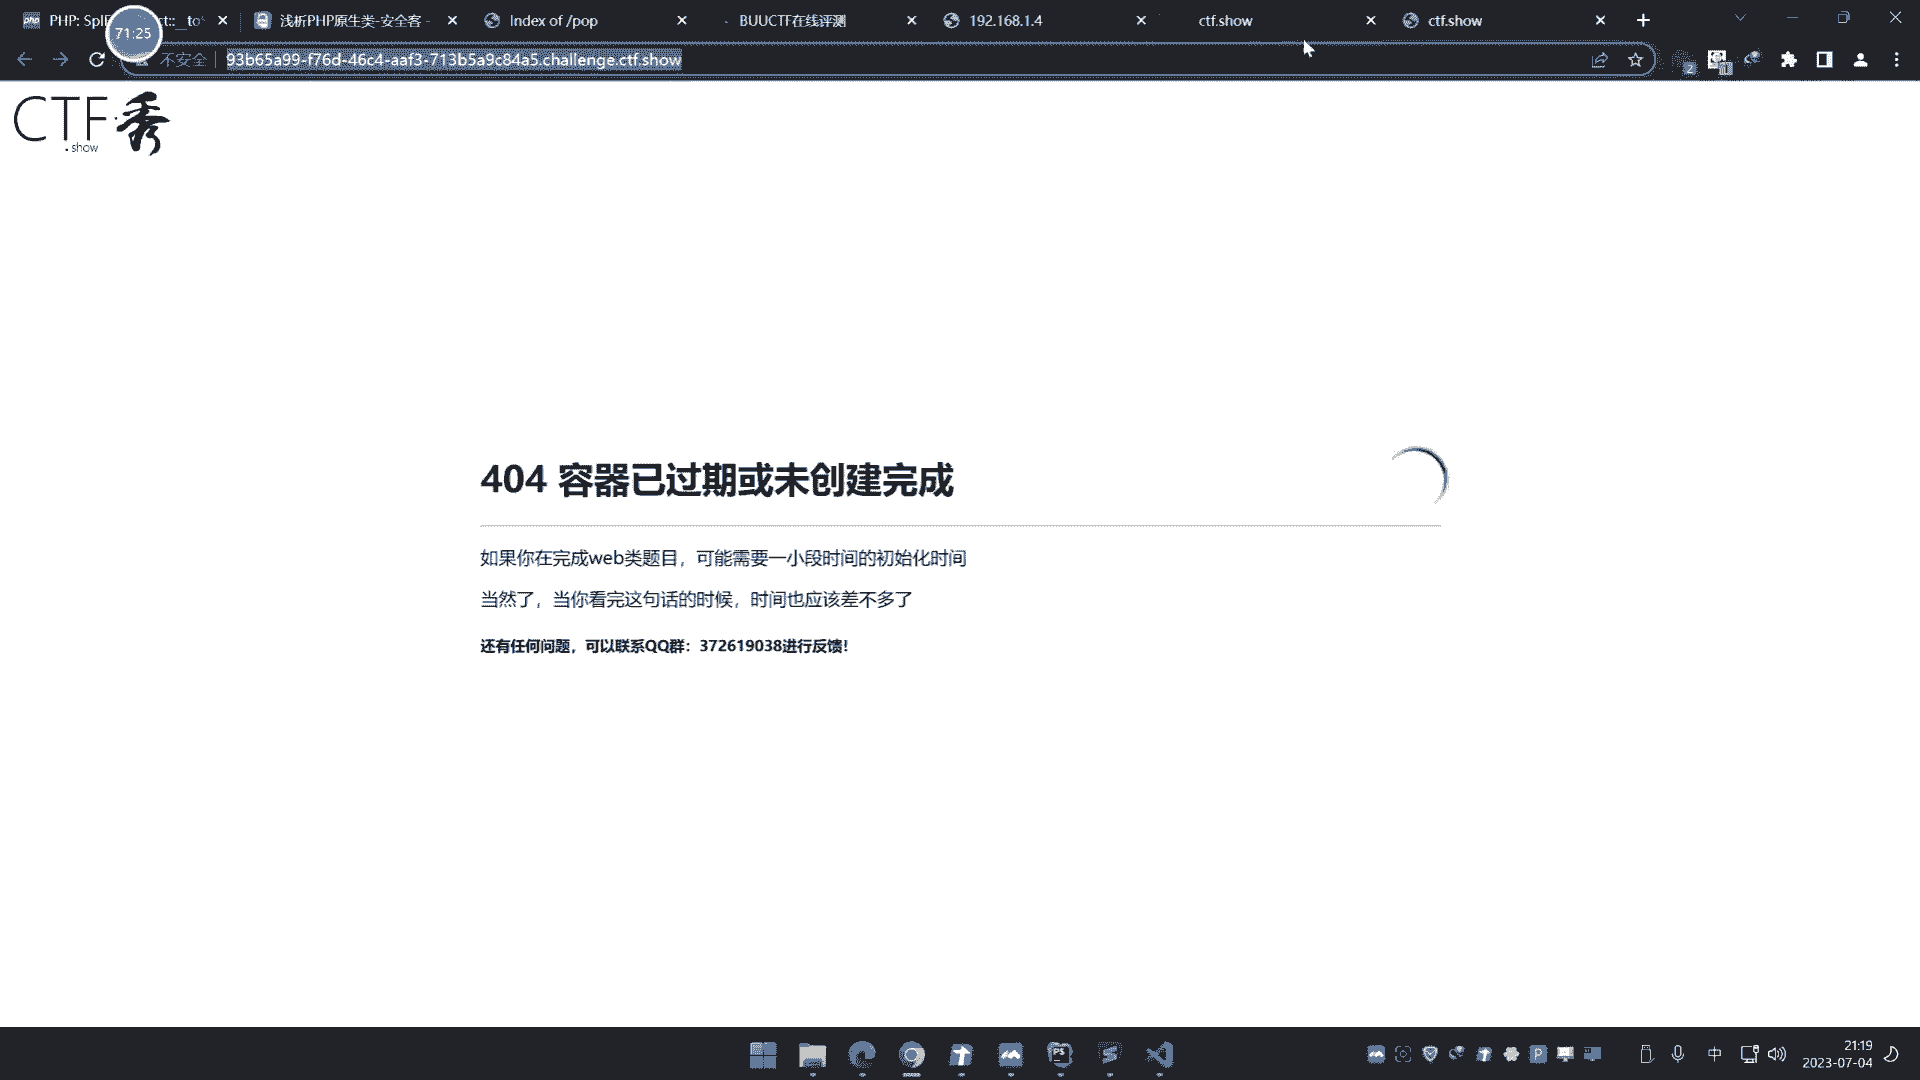 PHP: SplF
ct::__to
浅析PHP原生类-安全客 -
Index of /pop
BUUCTF在线评测
192.168.1.4
ctf.show
ctf.show
71:25
不安全
93b65a99-f76d-46c4-aaf3-713b5a9c84a5.challenge.ctf.show
2
CTF秀
.show
404 容器已过期或未创建完成
如果你在完成web类题目，可能需要一小段时间的初始化时间
当然了，当你看完这句话的时候，时间也应该差不多了
还有任何问题，可以联系QQ群：372619038进行反馈！
中
21:19
2023-07-04